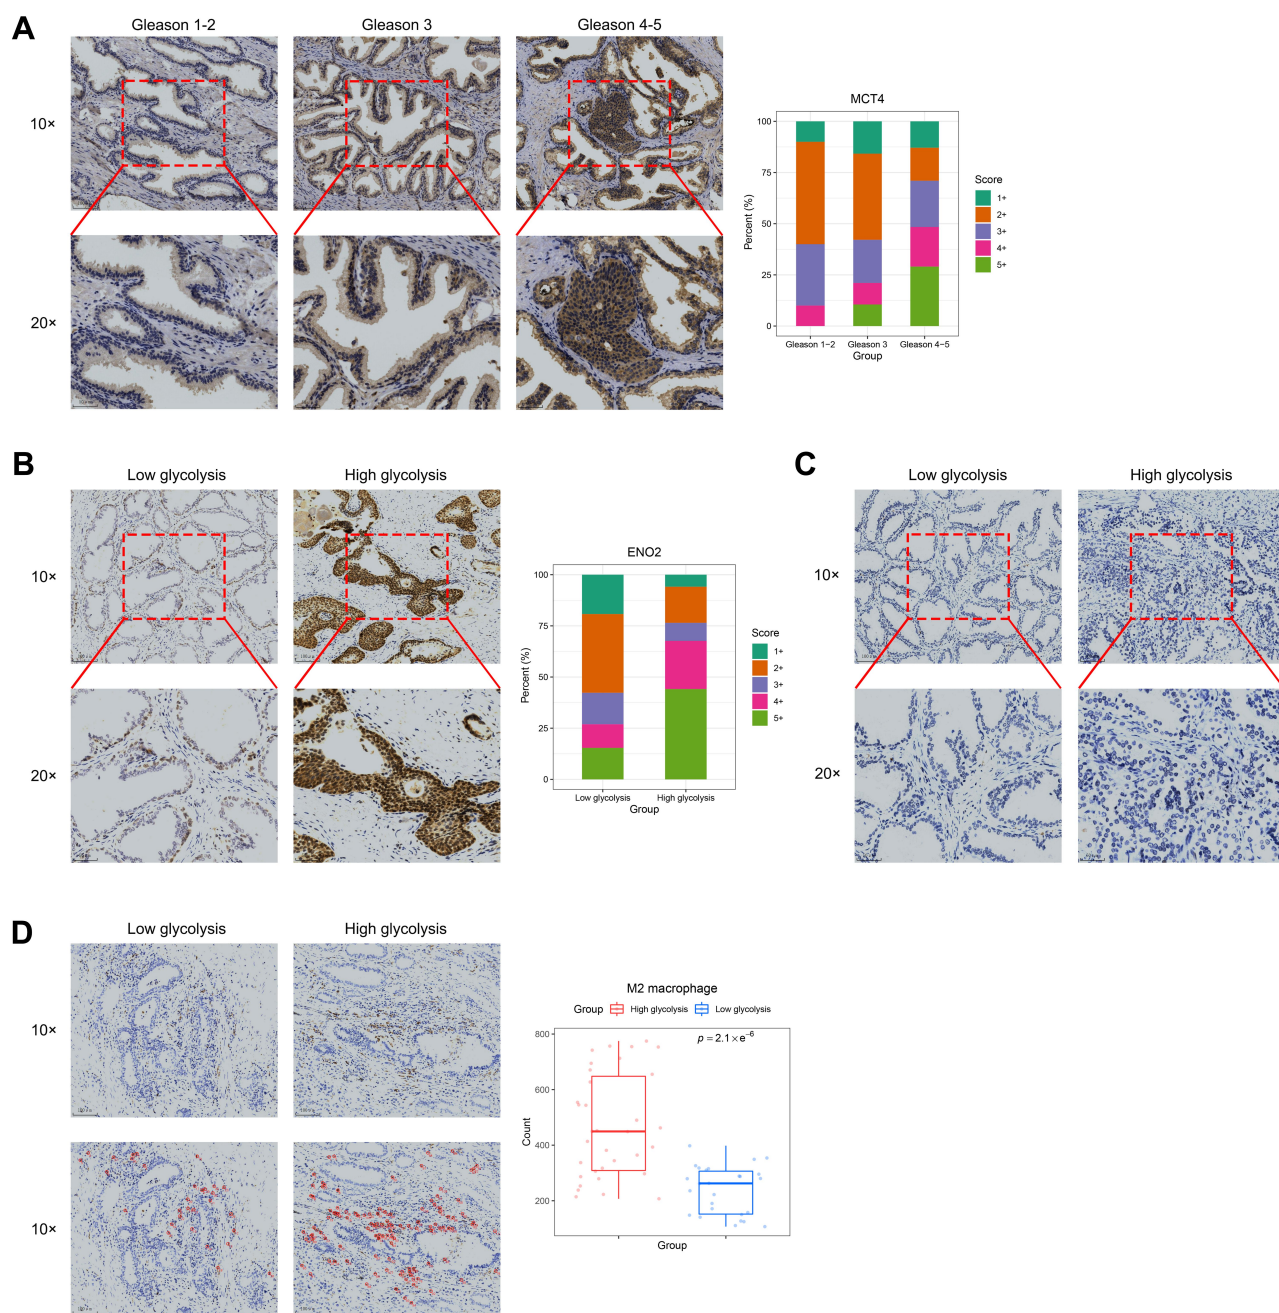 A
Gleason 1-2
Gleason 3
Gleason 4-5
10×
20×
MCT4
Percent (%)
100
75
50
25
0
Gleason 1−2
Gleason 3
Gleason 4−5
Group
Score
1+
2+
3+
4+
5+
B
Low glycolysis
High glycolysis
10×
20×
ENO2
Percent (%)
100
75
50
25
0
Low glycolysis
High glycolysis
Group
Score
1+
2+
3+
4+
5+
C
Low glycolysis
High glycolysis
10×
20×
D
Low glycolysis
High glycolysis
10×
10×
M2 macrophage
Group High glycolysis Low glycolysis
p = 2.1 × e−6
Count
800
600
400
200
Group